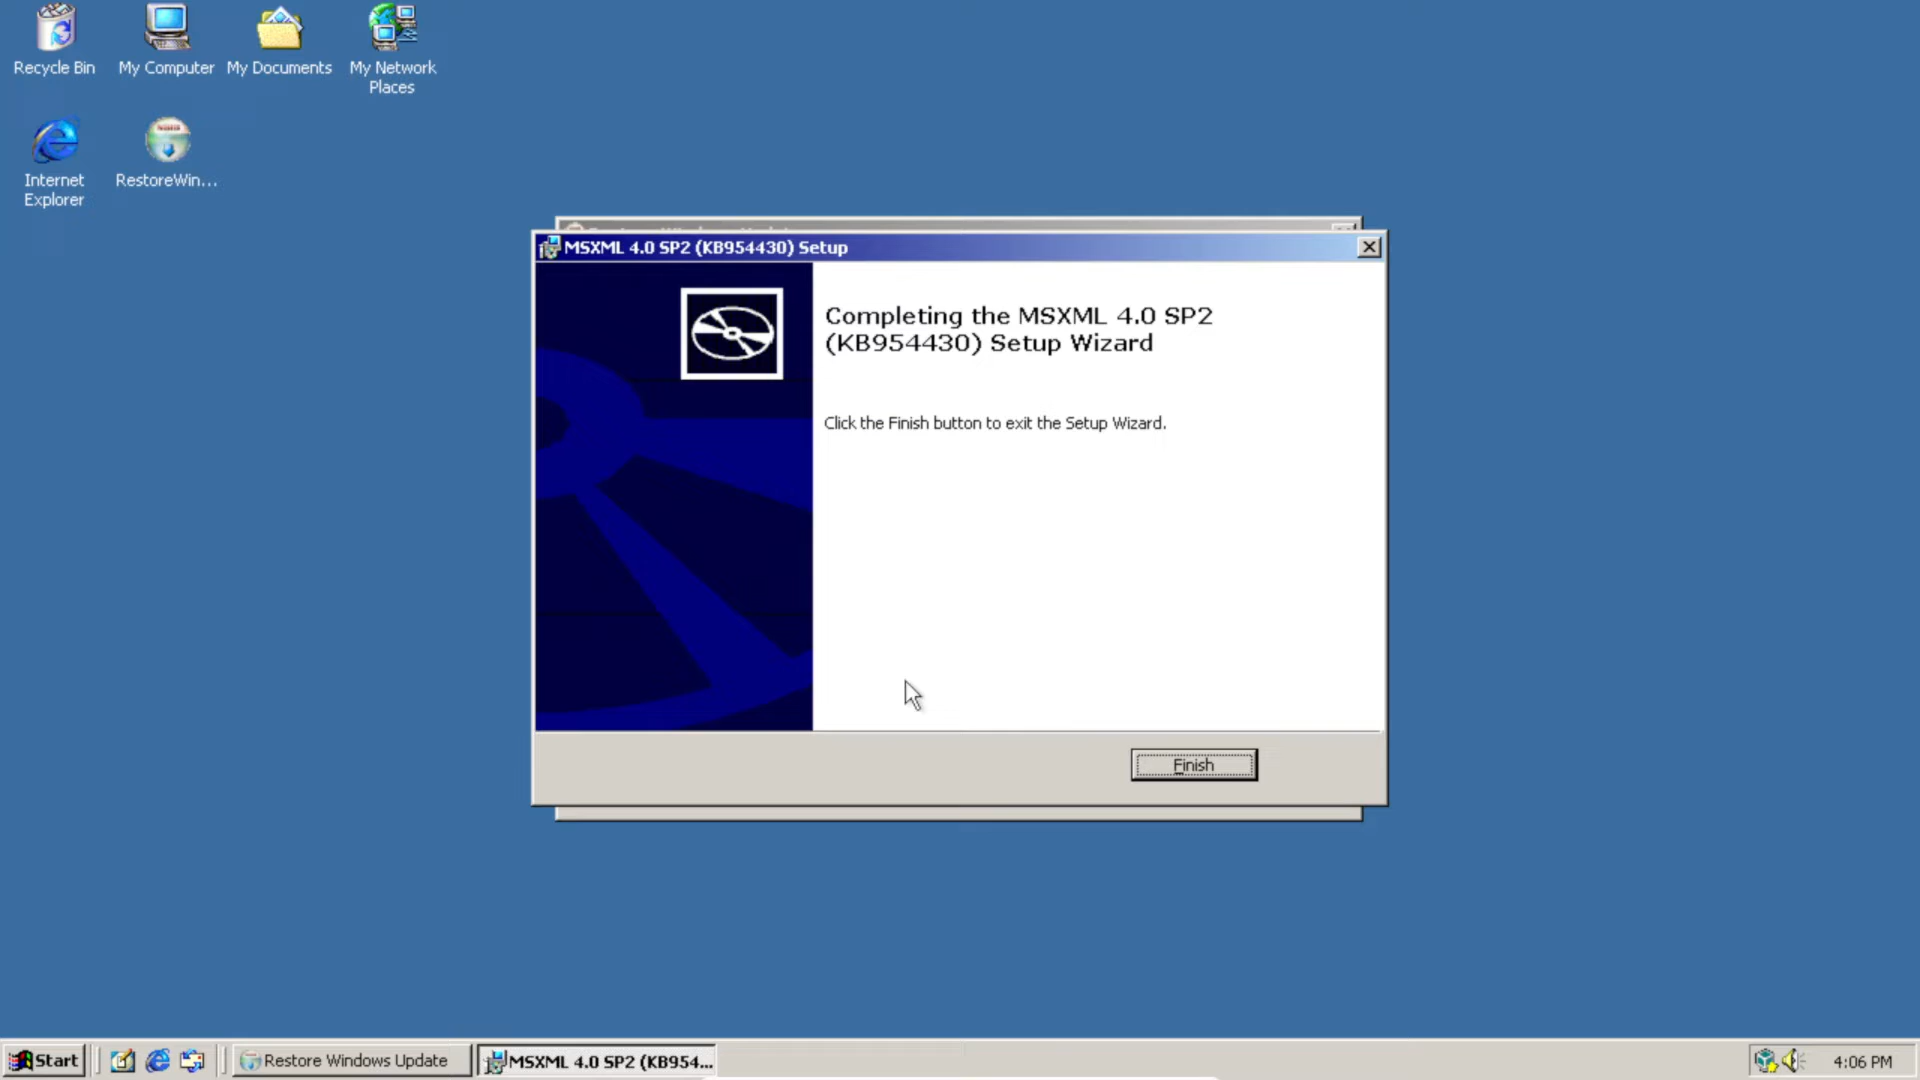 Recycle Bin
My Computer
My Documents
My Network
Places
Internet
Explorer
RestoreWin...
MSXML 4.0 SP2 (KB954430) Setup
Completing the MSXML 4.0 SP2
(KB954430) Setup Wizard
Click the Finish button to exit the Setup Wizard.
Finish
Start
Restore Windows Update
MSXML 4.0 SP2 (KB954...
4:06 PM